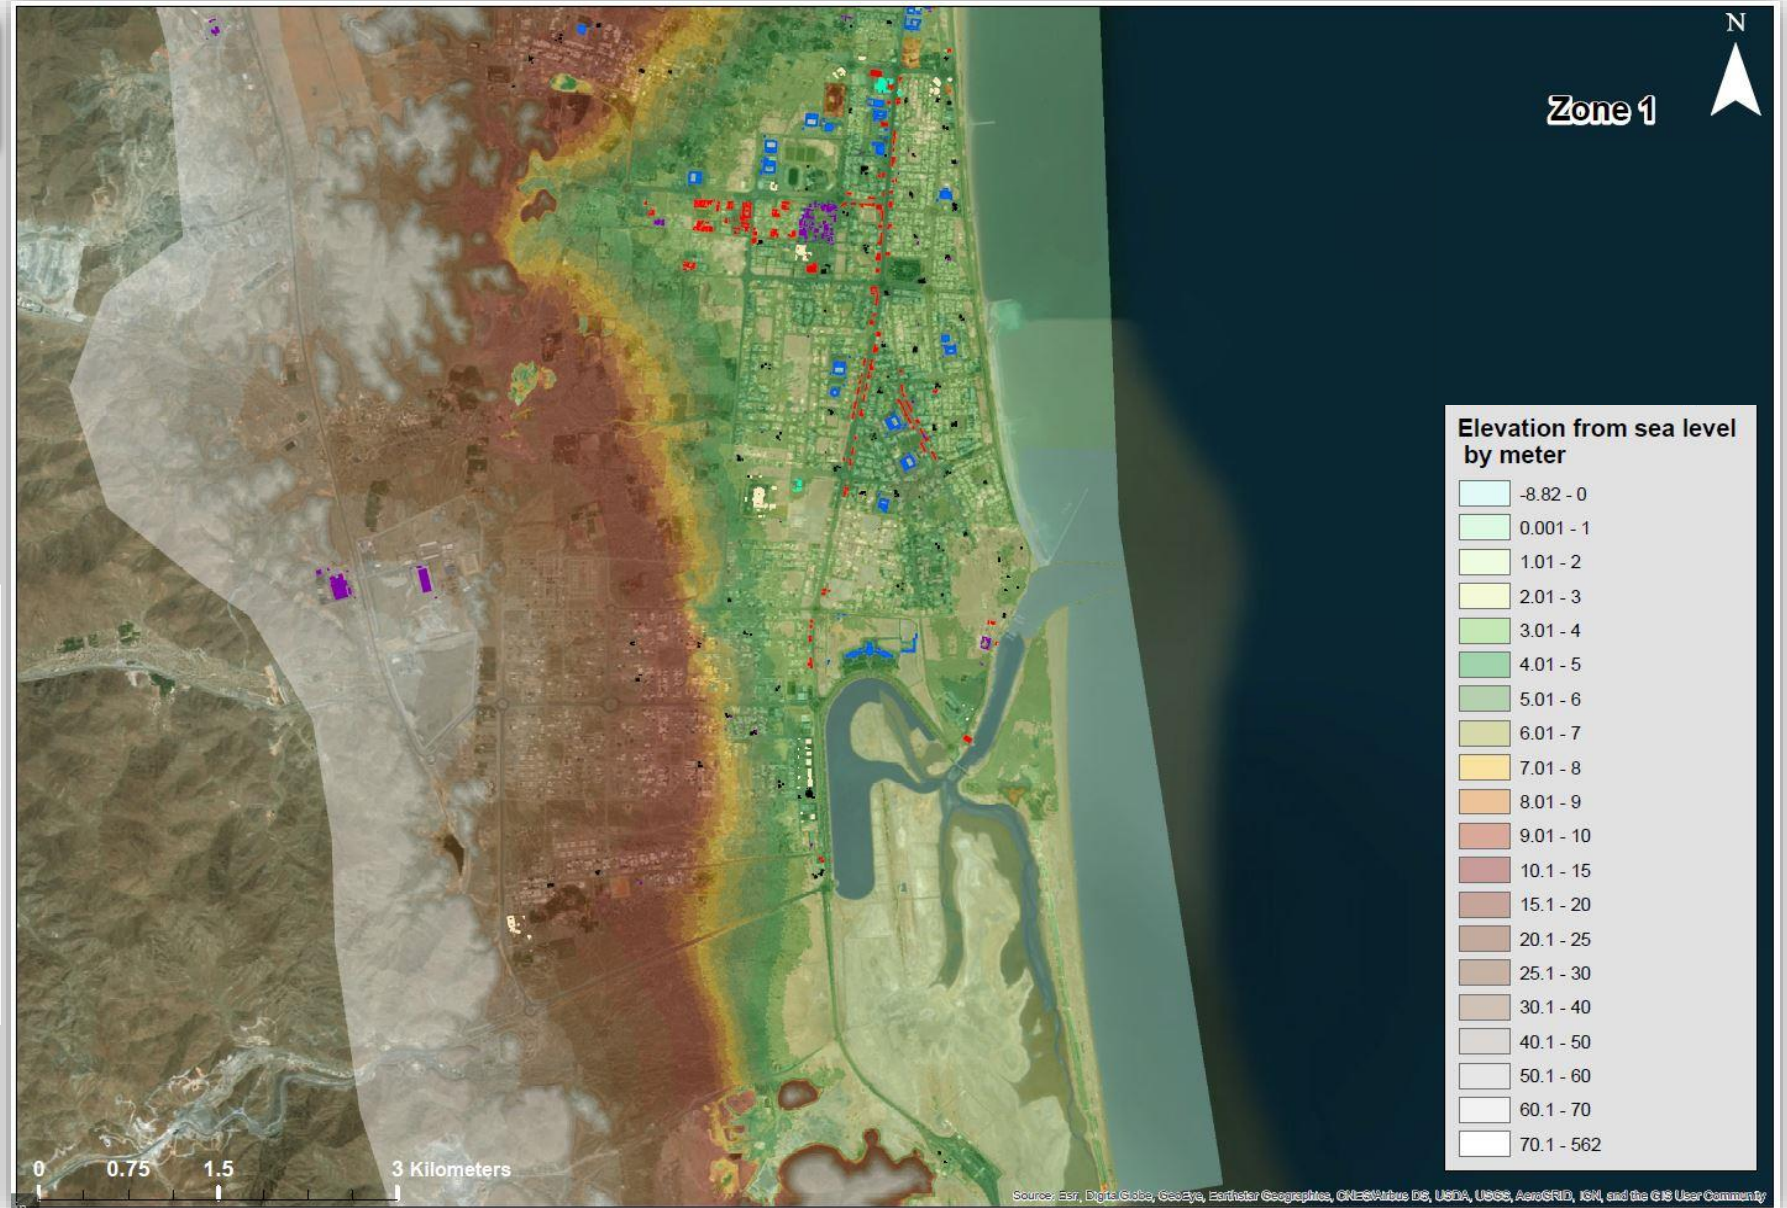 N
Zone 1
Elevation from sea level
by meter
-8.82 - 0
0.001 - 1
1.01 - 2
2.01 - 3
3.01 - 4
4.01 - 5
5.01 - 6
6.01 - 7
7.01 - 8
8.01 - 9
9.01 - 10
10.1 - 15
15.1 - 20
20.1 - 25
25.1 - 30
30.1 - 40
40.1 - 50
50.1 - 60
60.1 - 70
70.1 - 562
0 0.75 1.5 3 Kilometers
Source: Esri, DigitalGlobe, GeoEye, Earthstar Geographics, CNES/Airbus DS, USDA, USGS, AeroGRID, IGN, and the GIS User Community